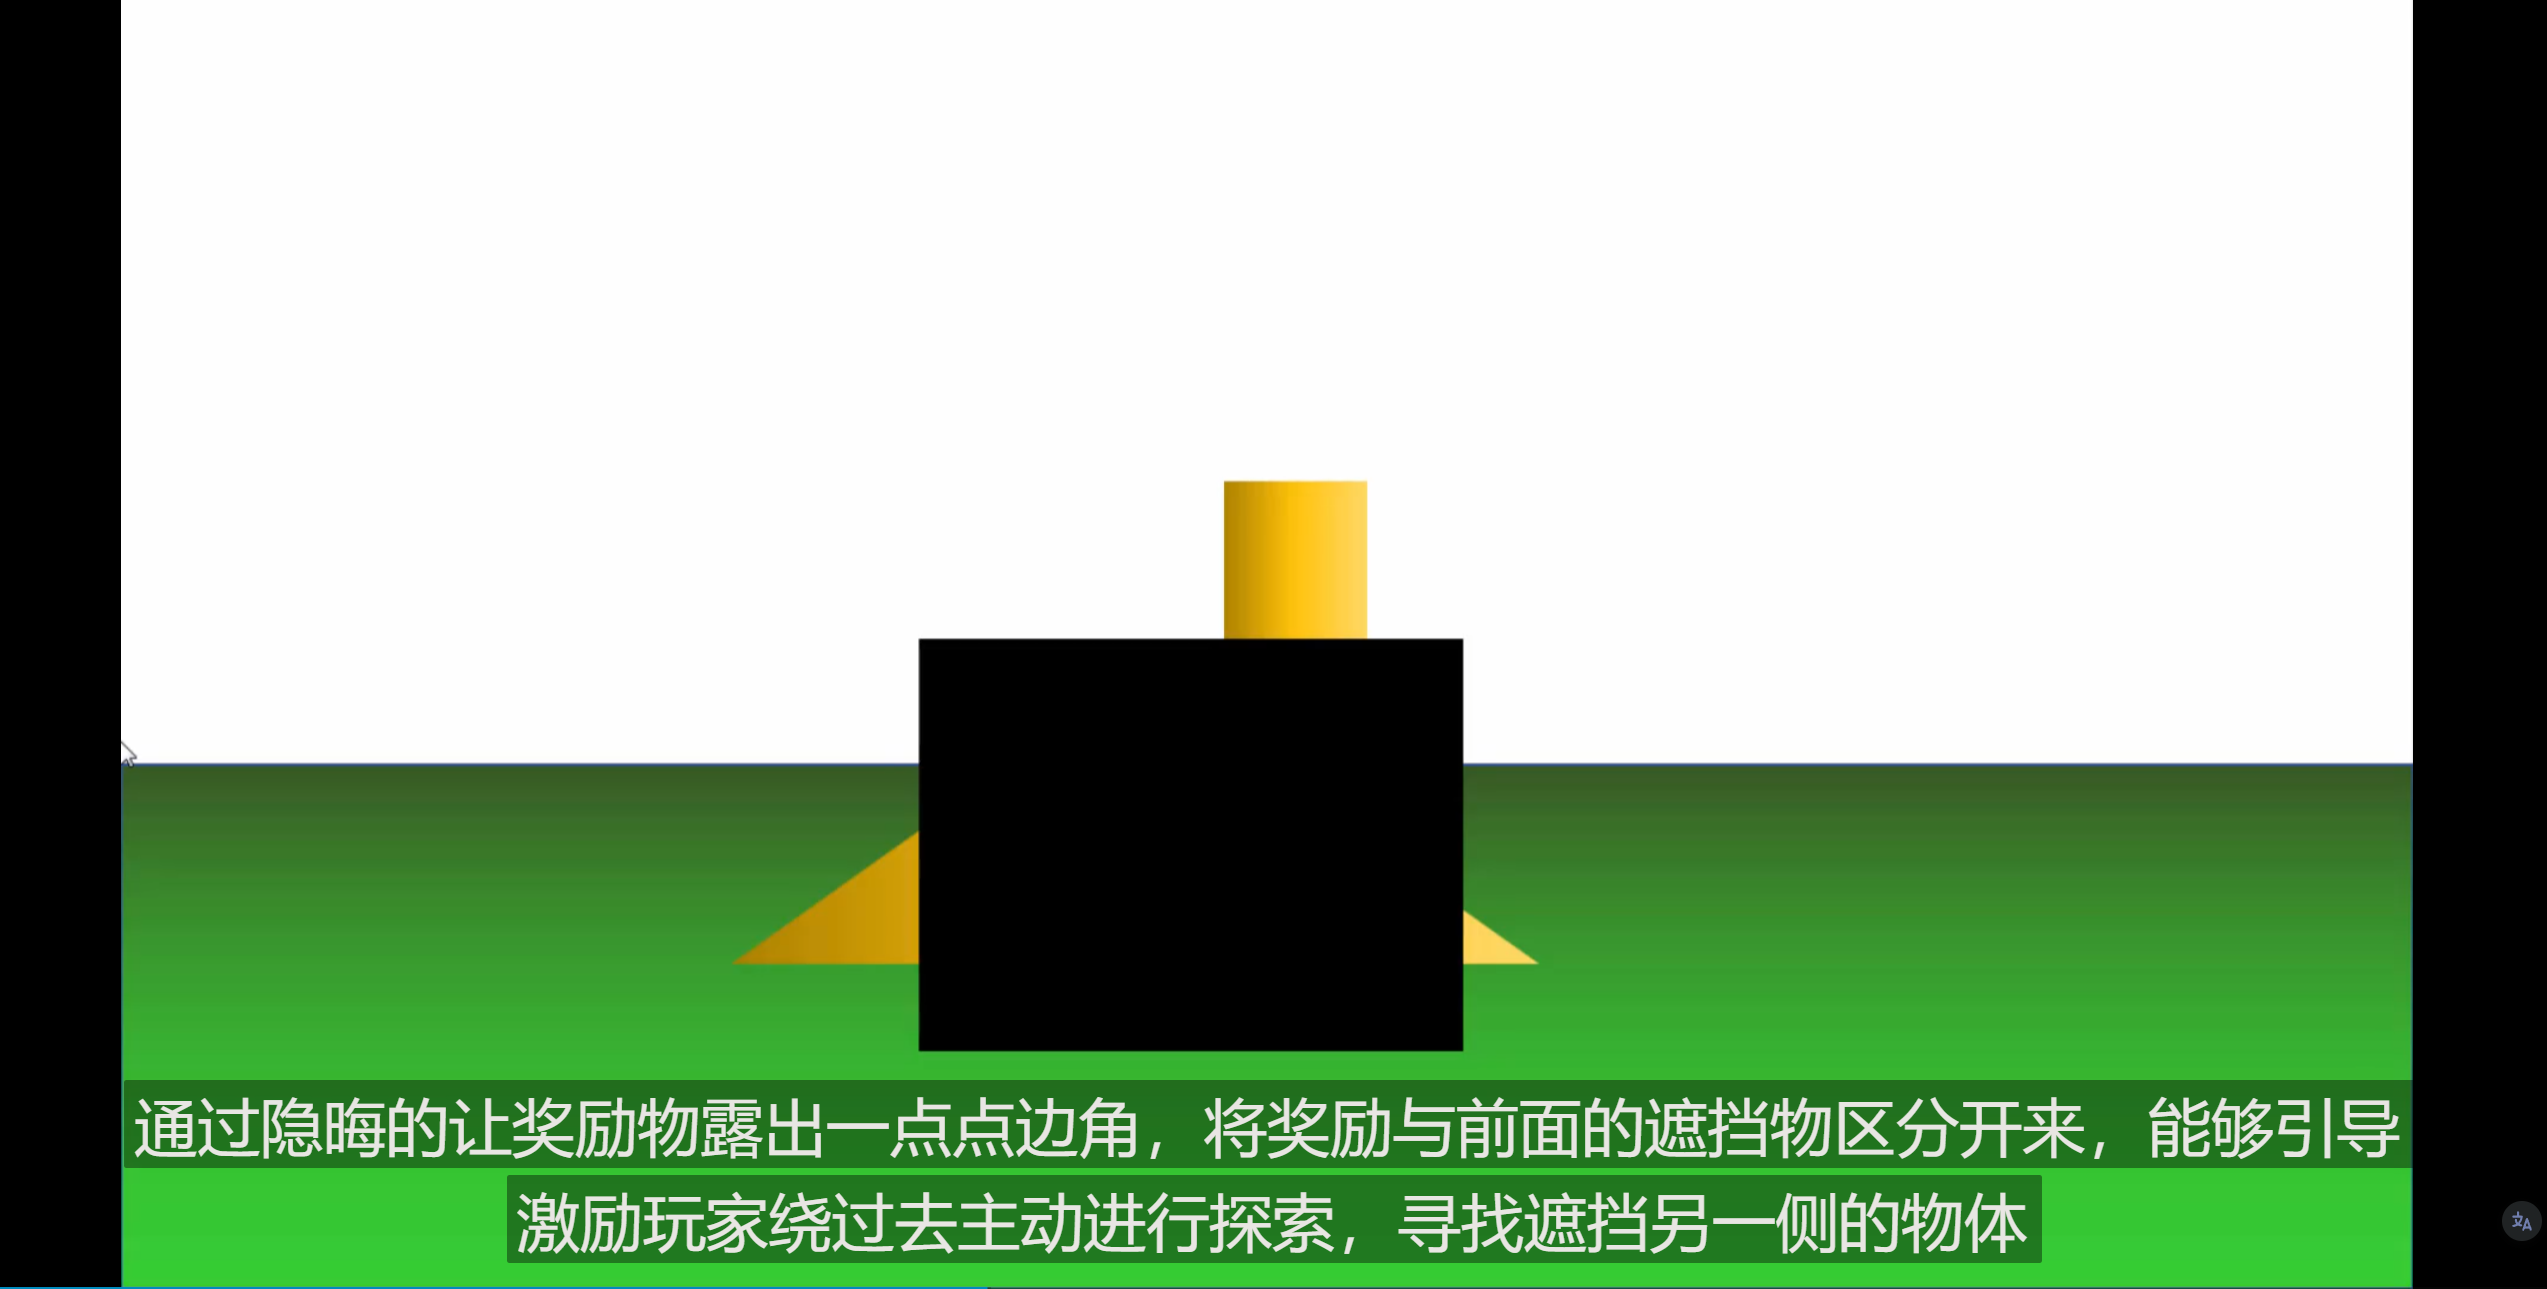 通过隐晦的让奖励物露出一点点边角，将奖励与前面的遮挡物区分开来，能够引导
激励玩家绕过去主动进行探索，寻找遮挡另一侧的物体